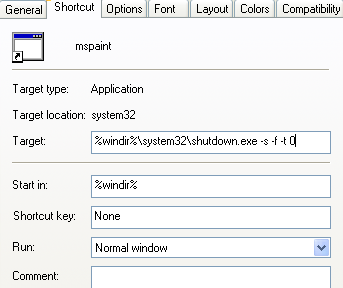 General Shortcut Options Font Layout Colors Compatibility
mspaint
Target type: Application
Target location: system32
Target: %windir%\system32\shutdown.exe -s -f -t 0
Start in: %windir%
Shortcut key: None
Run: Normal window
Comment: